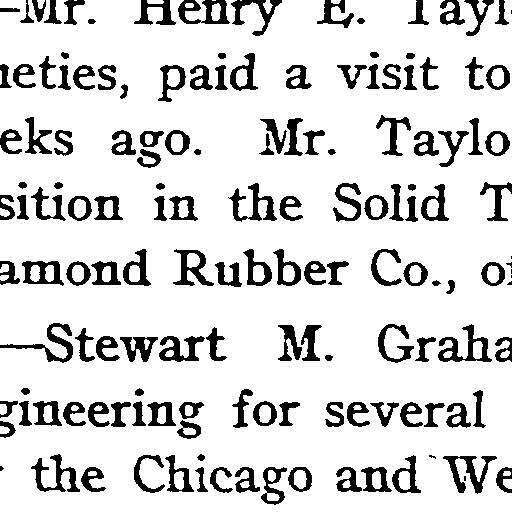 —Mr. Henry E. Tayl
neties, paid a visit to
eeks ago. Mr. Taylo
sition in the Solid T
amond Rubber Co., of
—Stewart M. Graha
gineering for several
the Chicago and We